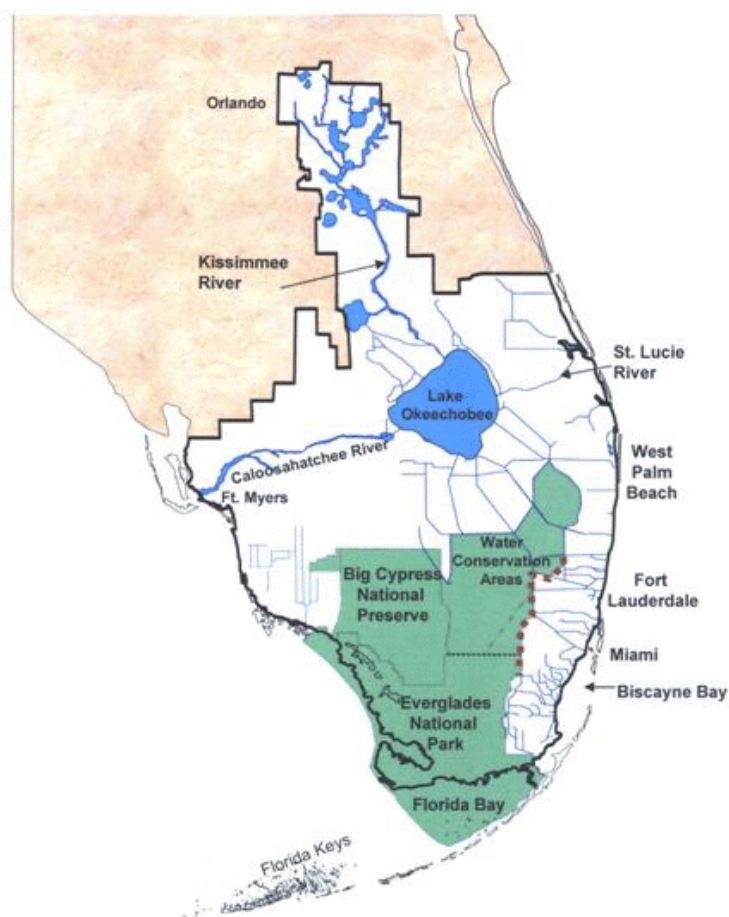 Orlando
Kissimmee
River
St. Lucie
River
Lake
Okeechobee
Caloosahatchee River
West
Palm
Beach
Ft. Myers
Water
Conservation
Areas
Big Cypress
National
Preserve
Fort
Lauderdale
Miami
Biscayne Bay
Everglades
National
Park
Florida Bay
Florida Keys